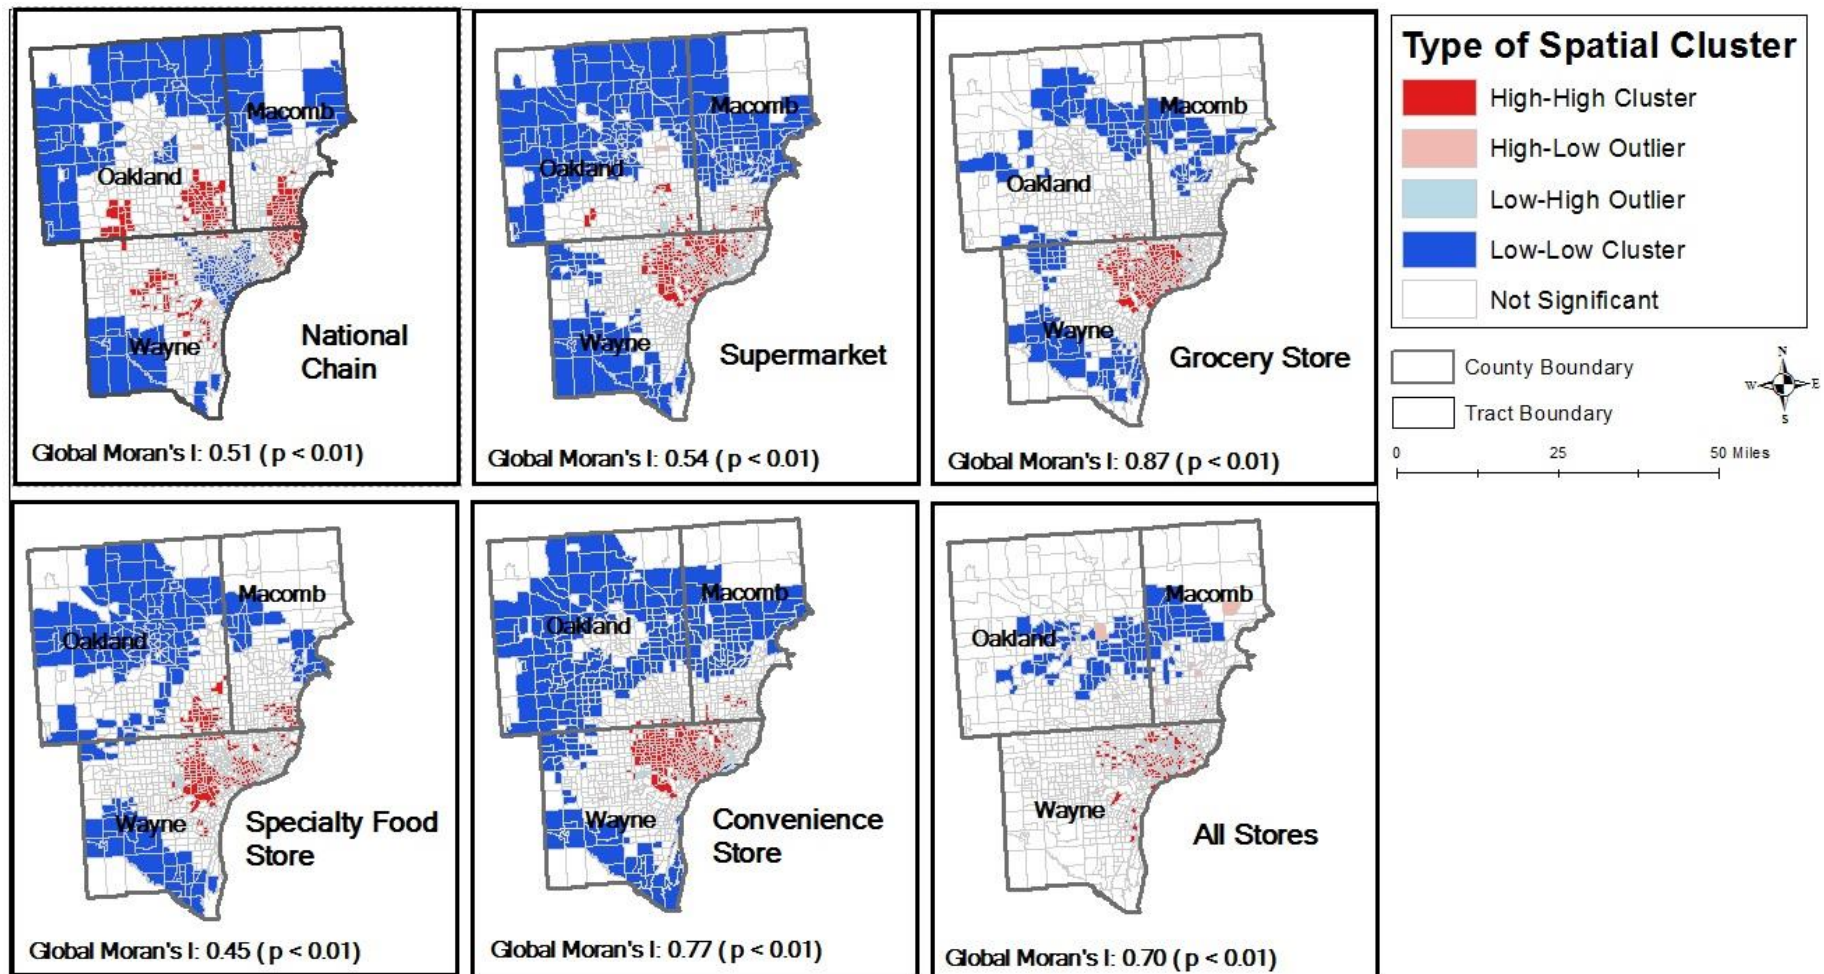 Macomb
Oakland
Wayne
National
Chain
Global Moran's I: 0.51 ( p < 0.01)
Macomb
Oakland
Wayne
Supermarket
Global Moran's I: 0.54 ( p < 0.01)
Macomb
Oakland
Wayne
Grocery Store
Global Moran's I: 0.87 ( p < 0.01)
Type of Spatial Cluster
High-High Cluster
High-Low Outlier
Low-High Outlier
Low-Low Cluster
Not Significant
County Boundary
Tract Boundary
N
W
E
S
0 25 50 Miles
Macomb
Oakland
Wayne
Specialty Food
Store
Global Moran's I: 0.45 ( p < 0.01)
Macomb
Oakland
Wayne
Convenience
Store
Global Moran's I: 0.77 ( p < 0.01)
Macomb
Oakland
Wayne
All Stores
Global Moran's I: 0.70 ( p < 0.01)